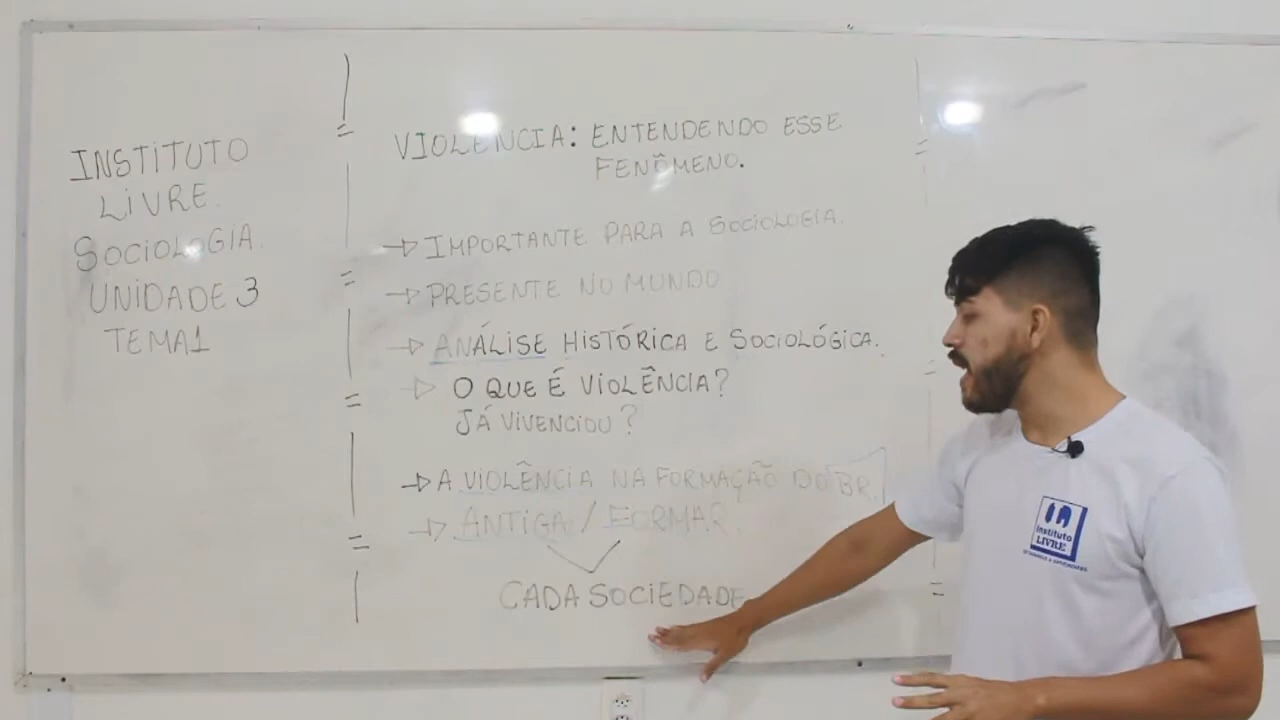 INSTITUTO
LIVRE.
SOCIOLOGIA.
UNIDADE 3
TEMA 1
VIOLÊNCIA: ENTENDENDO ESSE
FENÔMENO.
→ IMPORTANTE PARA A SOCIOLOGIA.
→ PRESENTE NO MUNDO
→ ANÁLISE HISTÓRICA E SOCIOLÓGICA.
→ O QUE É VIOLÊNCIA?
JÁ VIVENCIOU?
→ A VIOLÊNCIA NA FORMAÇÃO DO BR.
→ ANTIGA / FORMAR.
CADA SOCIEDADE
Instituto
LIVRE